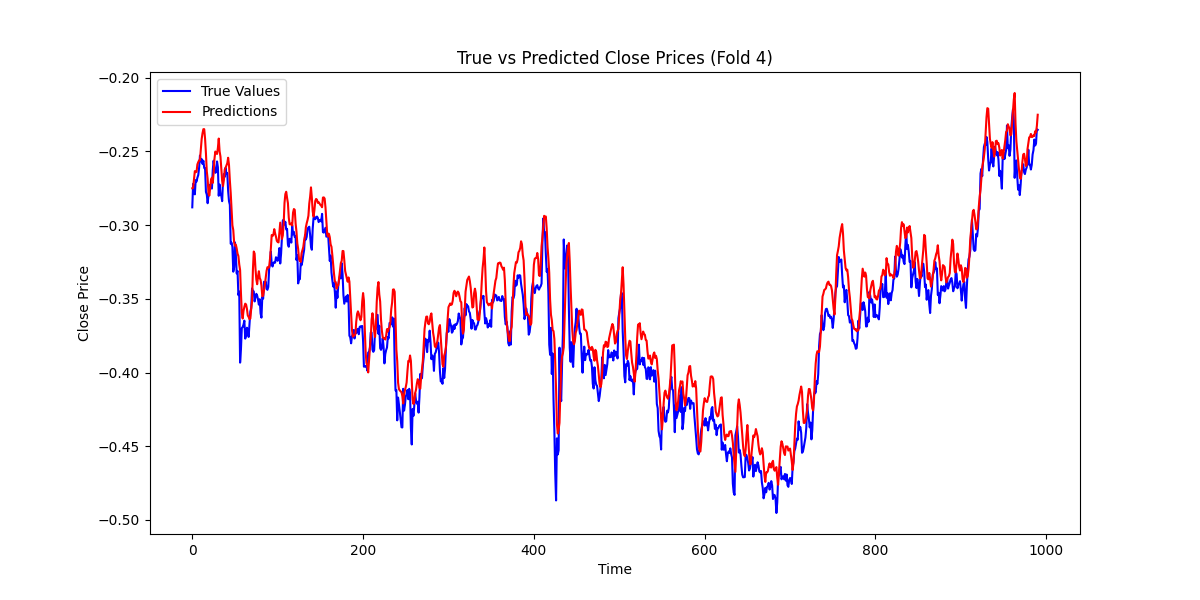 True vs Predicted Close Prices (Fold 4)
True Values
Predictions
Close Price
−0.20
−0.25
−0.30
−0.35
−0.40
−0.45
−0.50
0
200
400
600
800
1000
Time